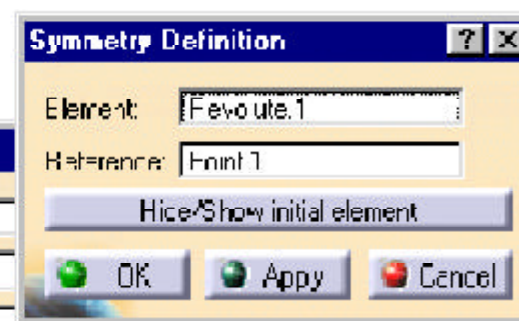 Symmetry Definition
Element: Revolute.1
Reference: Point.1
Hide/Show initial element
OK Apply Cancel